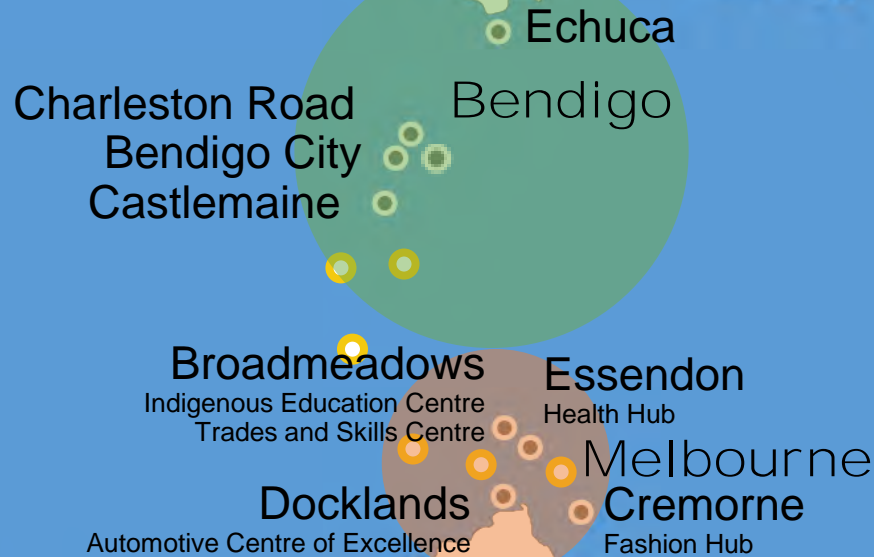 Echuca
Bendigo
Charleston Road
Bendigo City
Castlemaine
Broadmeadows
Indigenous Education Centre
Trades and Skills Centre
Essendon
Health Hub
Melbourne
Docklands
Automotive Centre of Excellence
Cremorne
Fashion Hub